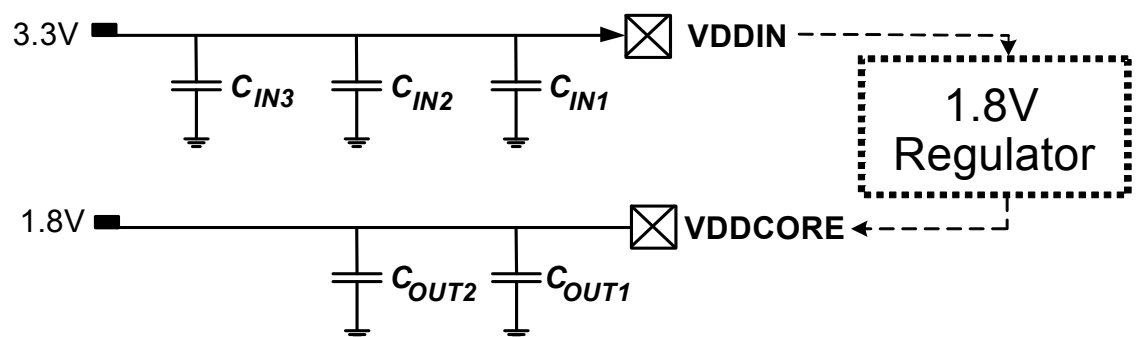 3.3V VDDIN
C_IN3 C_IN2 C_IN1
1.8V
Regulator
1.8V VDDCORE
C_OUT2 C_OUT1